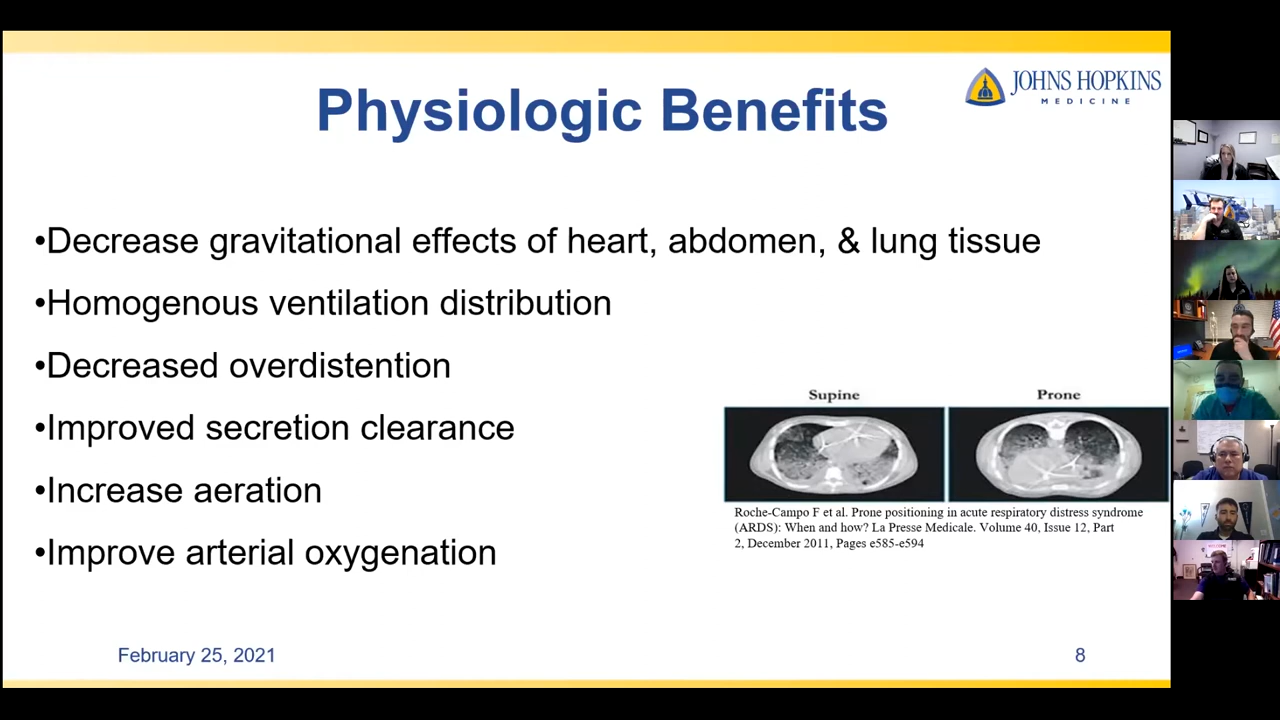 JOHNS HOPKINS
MEDICINE
Physiologic Benefits
•Decrease gravitational effects of heart, abdomen, & lung tissue
•Homogenous ventilation distribution
•Decreased overdistention
•Improved secretion clearance
•Increase aeration
•Improve arterial oxygenation
Supine
Prone
Roche-Campo F et al. Prone positioning in acute respiratory distress syndrome
(ARDS): When and how? La Presse Medicale. Volume 40, Issue 12, Part
2, December 2011, Pages e585-e594
February 25, 2021
8